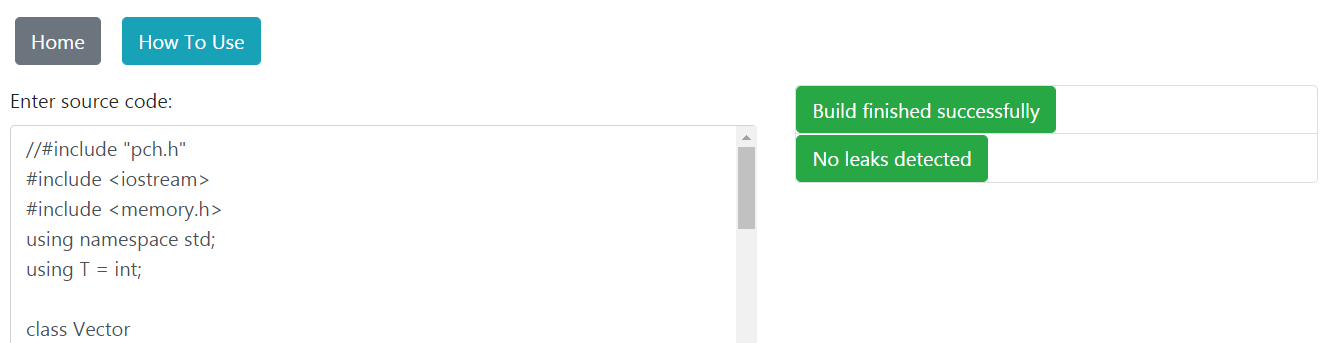 Home How To Use
Enter source code:
//#include "pch.h"
#include <iostream>
#include <memory.h>
using namespace std;
using T = int;
class Vector
Build finished successfully
No leaks detected